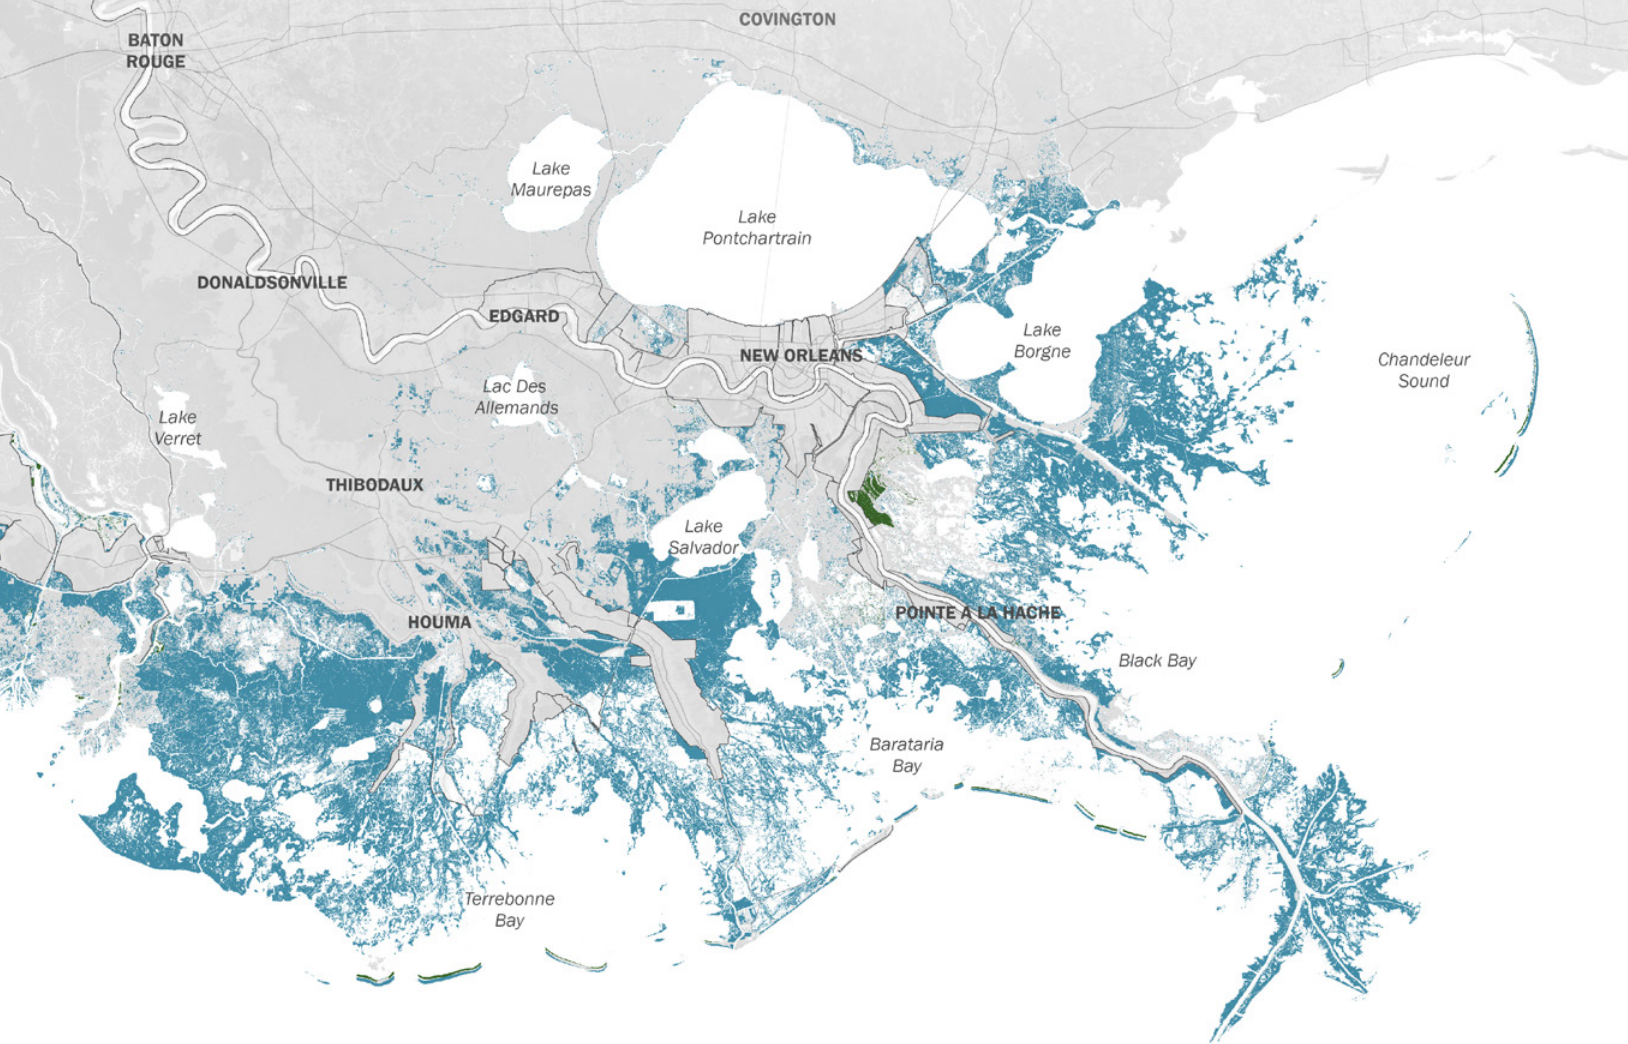 COVINGTON
BATON
ROUGE
Lake
Maurepas
Lake
Pontchartrain
DONALDSONVILLE
EDGARD
NEW ORLEANS
Lake
Borgne
Chandeleur
Sound
Lac Des
Allemands
Lake
Verret
THIBODAUX
Lake
Salvador
HOUMA
POINTE A LA HACHE
Black Bay
Barataria
Bay
Terrebonne
Bay